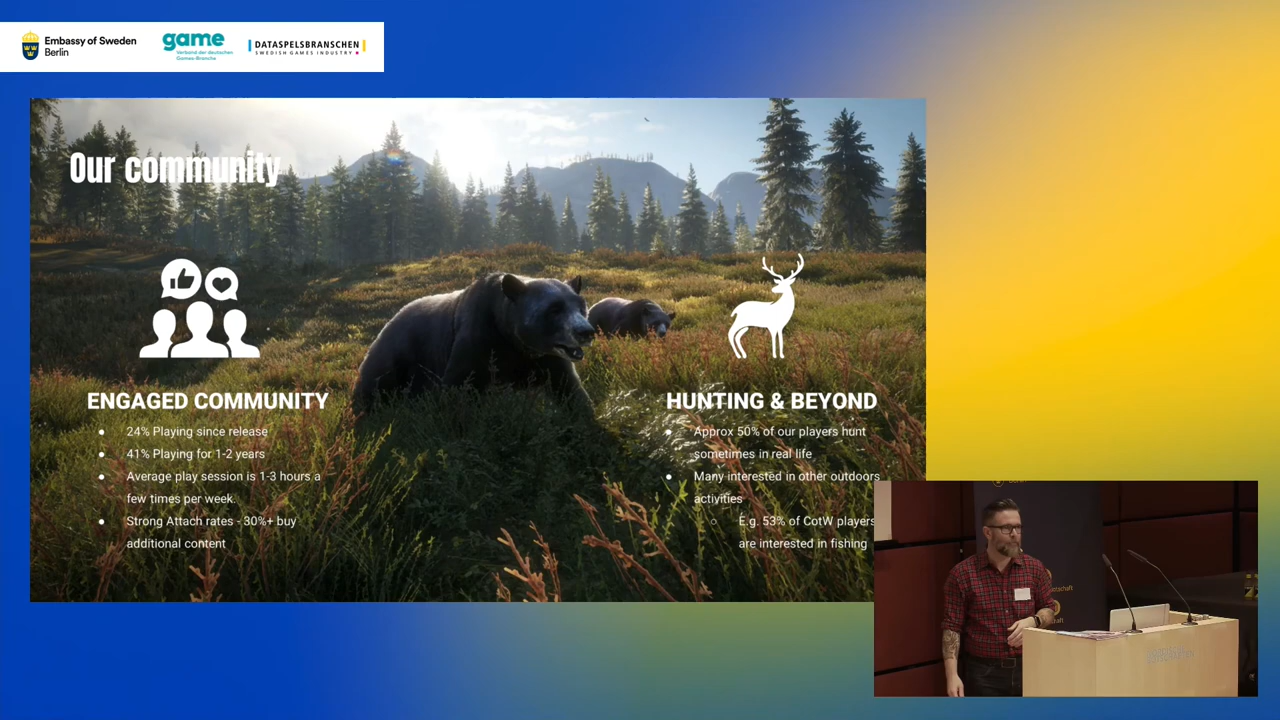 Embassy of Sweden
Berlin
game
Verband der deutschen
Games-Branche
DATASPELSBRANSCHEN
SWEDISH GAMES INDUSTRY
Our community
ENGAGED COMMUNITY
24% Playing since release
41% Playing for 1-2 years
Average play session is 1-3 hours a
few times per week.
Strong Attach rates - 30%+ buy
additional content
HUNTING & BEYOND
Approx 50% of our players hunt
sometimes in real life
Many interested in other outdoors
activities
E.g. 53% of CotW players
are interested in fishing